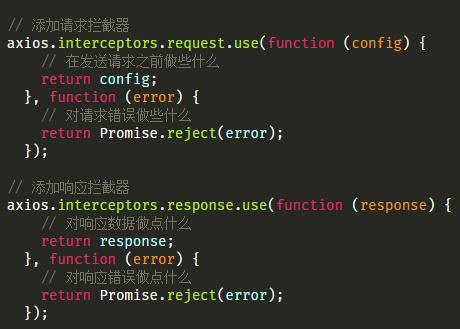 // 添加请求拦截器
axios.interceptors.request.use(function (config) {
    // 在发送请求之前做些什么
    return config;
  }, function (error) {
    // 对请求错误做些什么
    return Promise.reject(error);
  });

// 添加响应拦截器
axios.interceptors.response.use(function (response) {
    // 对响应数据做点什么
    return response;
  }, function (error) {
    // 对响应错误做点什么
    return Promise.reject(error);
  });